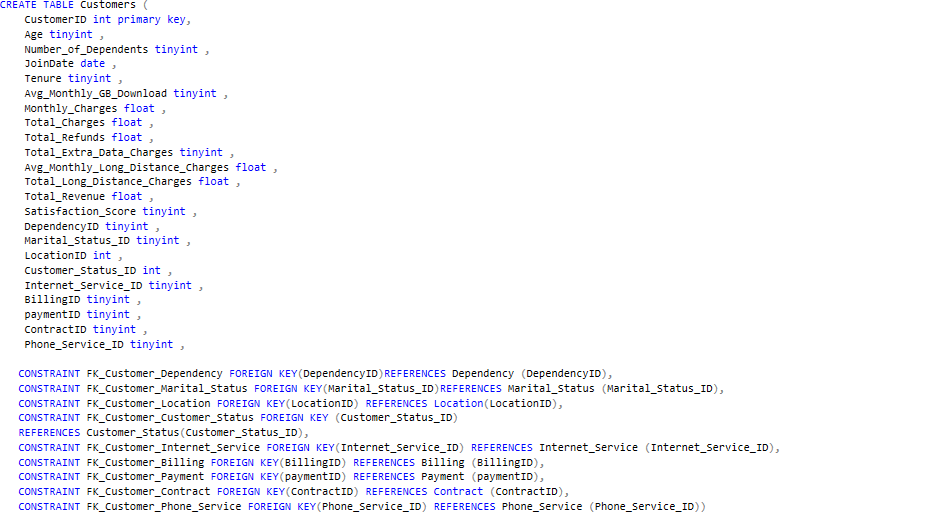 CREATE TABLE Customers (
CustomerID int primary key,
Age tinyint ,
Number_of_Dependents tinyint ,
JoinDate date ,
Tenure tinyint ,
Avg_Monthly_GB_Download tinyint ,
Monthly_Charges float ,
Total_Charges float ,
Total_Refunds float ,
Total_Extra_Data_Charges tinyint ,
Avg_Monthly_Long_Distance_Charges float ,
Total_Long_Distance_Charges float ,
Total_Revenue float ,
Satisfaction_Score tinyint ,
DependencyID tinyint ,
Marital_Status_ID tinyint ,
LocationID int ,
Customer_Status_ID int ,
Internet_Service_ID tinyint ,
BillingID tinyint ,
paymentID tinyint ,
ContractID tinyint ,
Phone_Service_ID tinyint ,
CONSTRAINT FK_Customer_Dependency FOREIGN KEY(DependencyID)REFERENCES Dependency (DependencyID),
CONSTRAINT FK_Customer_Marital_Status FOREIGN KEY(Marital_Status_ID)REFERENCES Marital_Status (Marital_Status_ID),
CONSTRAINT FK_Customer_Location FOREIGN KEY(LocationID) REFERENCES Location(LocationID),
CONSTRAINT FK_Customer_Customer_Status FOREIGN KEY (Customer_Status_ID)
REFERENCES Customer_Status(Customer_Status_ID),
CONSTRAINT FK_Customer_Internet_Service FOREIGN KEY(Internet_Service_ID) REFERENCES Internet_Service (Internet_Service_ID),
CONSTRAINT FK_Customer_Billing FOREIGN KEY(BillingID) REFERENCES Billing (BillingID),
CONSTRAINT FK_Customer_Payment FOREIGN KEY(paymentID) REFERENCES Payment (paymentID),
CONSTRAINT FK_Customer_Contract FOREIGN KEY(ContractID) REFERENCES Contract (ContractID),
CONSTRAINT FK_Customer_Phone_Service FOREIGN KEY(Phone_Service_ID) REFERENCES Phone_Service (Phone_Service_ID))